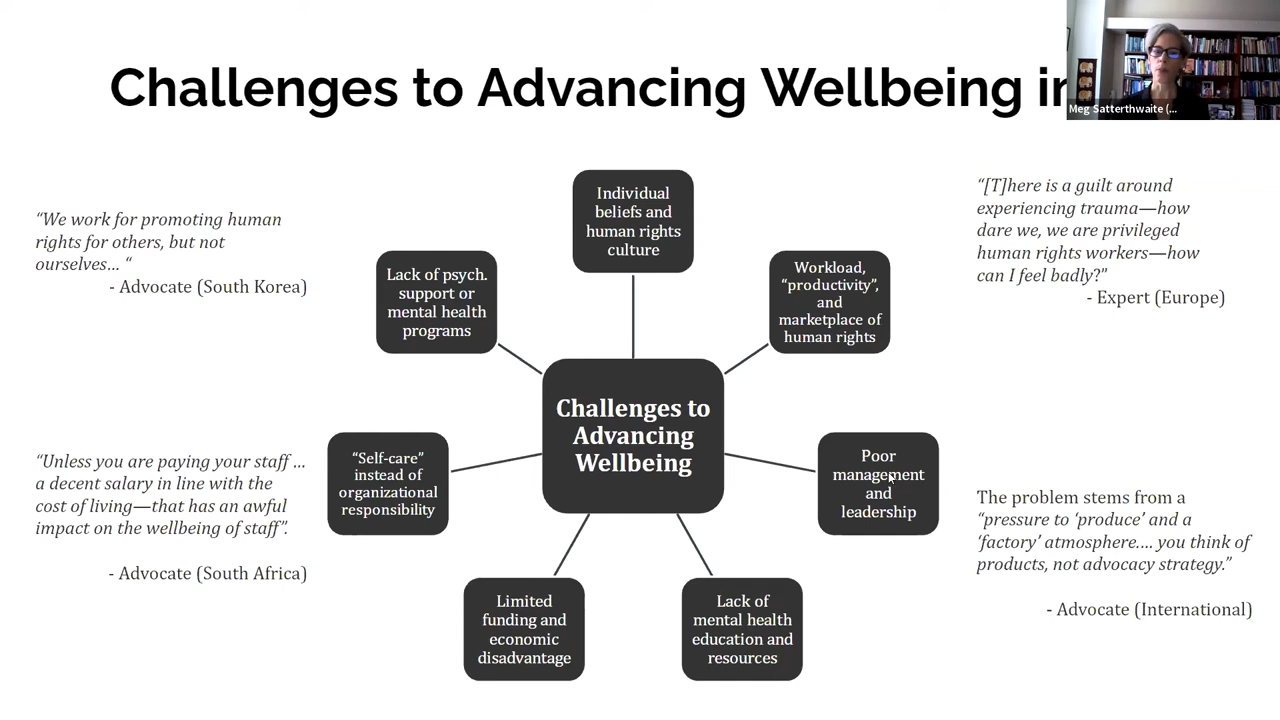 Challenges to Advancing Wellbeing in
Meg Satterthwaite (...
“We work for promoting human
rights for others, but not
ourselves… “
- Advocate (South Korea)
“Unless you are paying your staff …
a decent salary in line with the
cost of living—that has an awful
impact on the wellbeing of staff”.
- Advocate (South Africa)
Individual
beliefs and
human rights
culture
Lack of psych.
support or
mental health
programs
Workload,
“productivity”,
and
marketplace of
human rights
Challenges to
Advancing
Wellbeing
“Self-care”
instead of
organizational
responsibility
Poor
management
and
leadership
Limited
funding and
economic
disadvantage
Lack of
mental health
education and
resources
“[T]here is a guilt around
experiencing trauma—how
dare we, we are privileged
human rights workers—how
can I feel badly?”
- Expert (Europe)
The problem stems from a
“pressure to ‘produce’ and a
‘factory’ atmosphere.… you think of
products, not advocacy strategy.”
- Advocate (International)